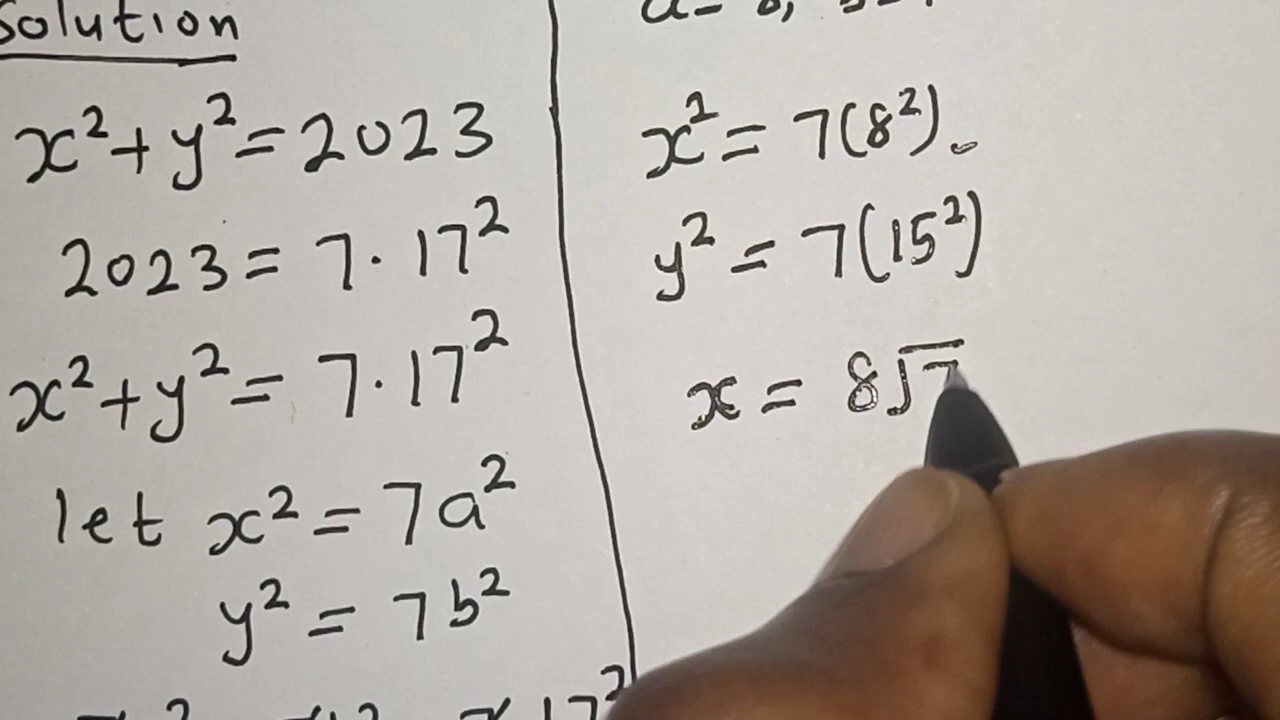 Solution
x² + y² = 2023
2023 = 7 · 17²
x² + y² = 7 · 17²
let x² = 7a²
y² = 7b²
17²
x² = 7(8²).
y² = 7(15²)
x = 8√7